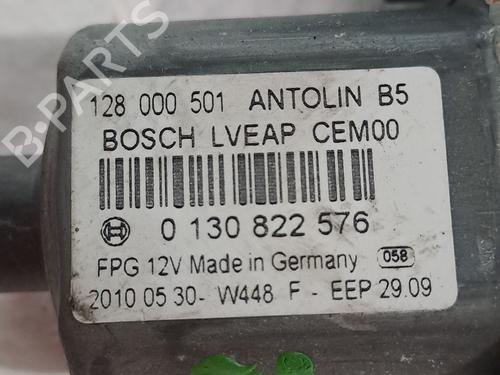 B-PARTS
128 000 501 ANTOLIN B5
BOSCH LVEAP CEM00
0 130 822 576
FPG 12V Made in Germany 058
2010 05 30- W448 F - EEP 29.09